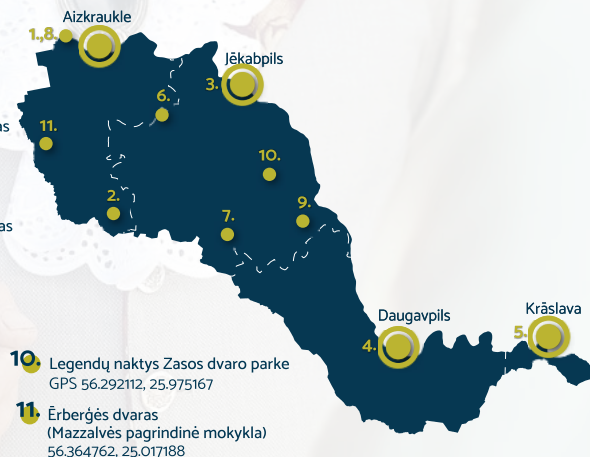 Aizkraukle
1.,8.
Jēkabpils
3.
6.
as
11.
10.
2.
9.
7.
as
Daugavpils
4.
Krāslava
5.
10. Legendų naktys Zasos dvaro parke
GPS 56.292112, 25.975167
11. Ērberģės dvaras
(Mazzalvės pagrindinė mokykla)
56.364762, 25.017188